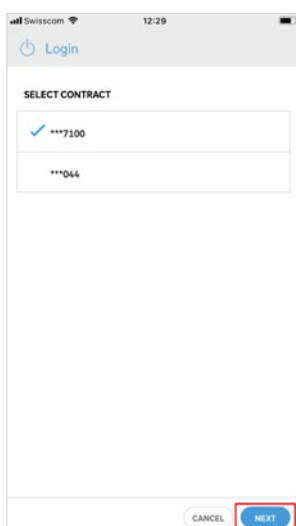 Swisscom 12:29
Login
SELECT CONTRACT
***7100
***044
CANCEL NEXT